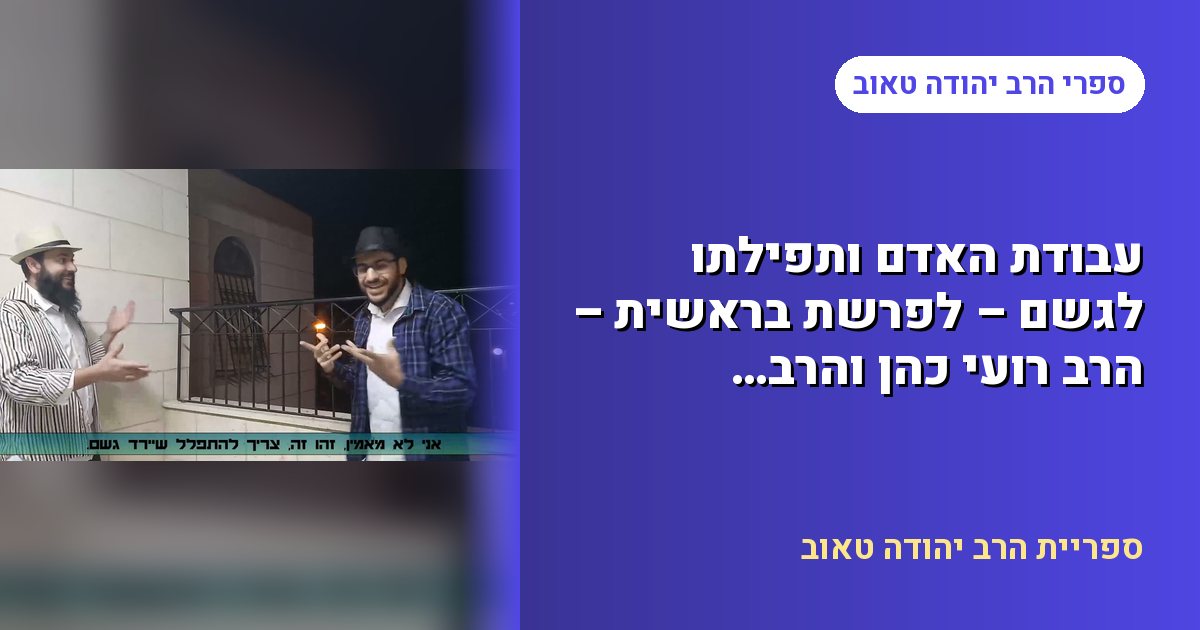 ספרי הרב יהודה טאוב
עבודת האדם ותפילתו
לגשם – לפרשת בראשית –
הרב רועי כהן והרב...
אני לא מאמין, זהו זה, צריך להתפלל שיירד גשם.
ספריית הרב יהודה טאוב